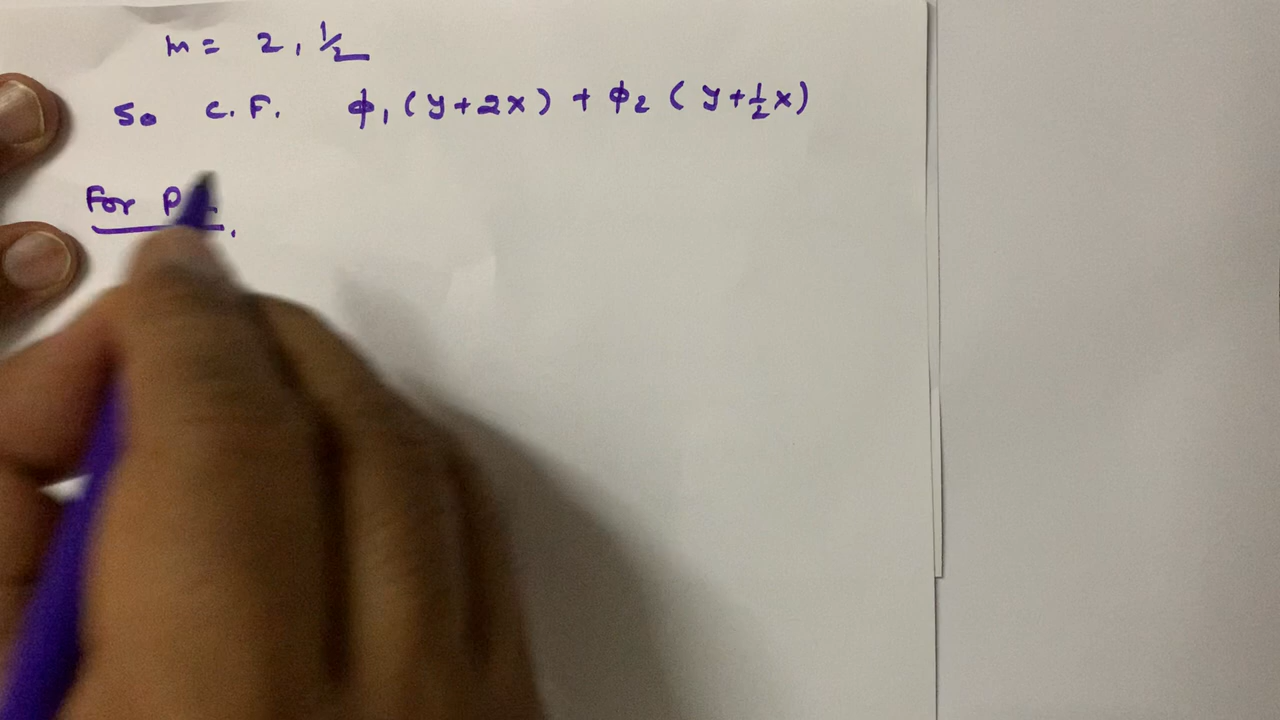 m = 2, 1/2
So C.F. ϕ₁(y+2x) + ϕ₂(y+½x)
For